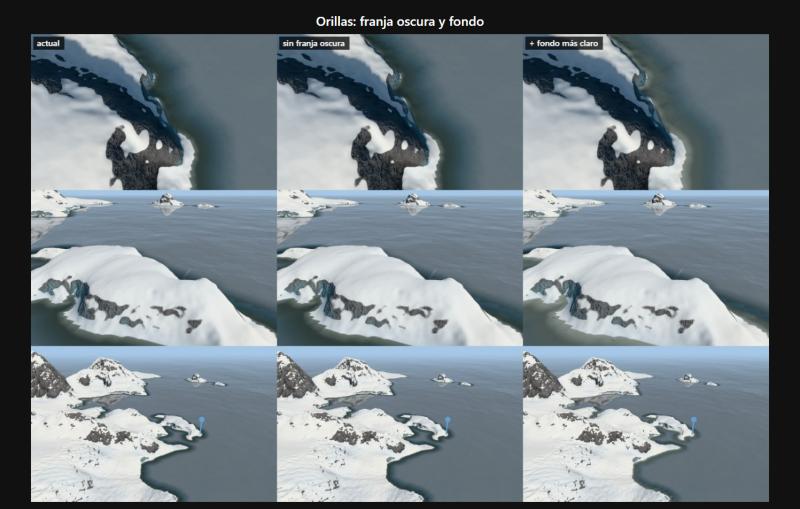 Orillas: franja oscura y fondo
actual
sin franja oscura
+ fondo más claro